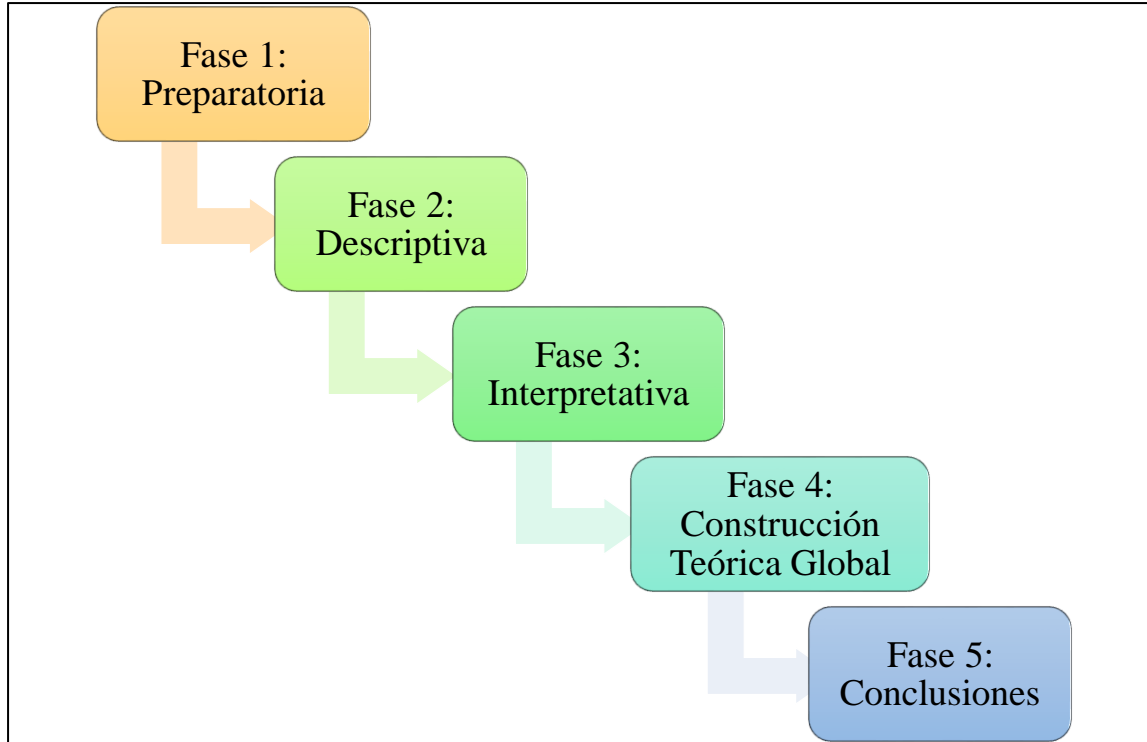 Fase 1:
Preparatoria
Fase 2:
Descriptiva
Fase 3:
Interpretativa
Fase 4:
Construcción
Teórica Global
Fase 5:
Conclusiones